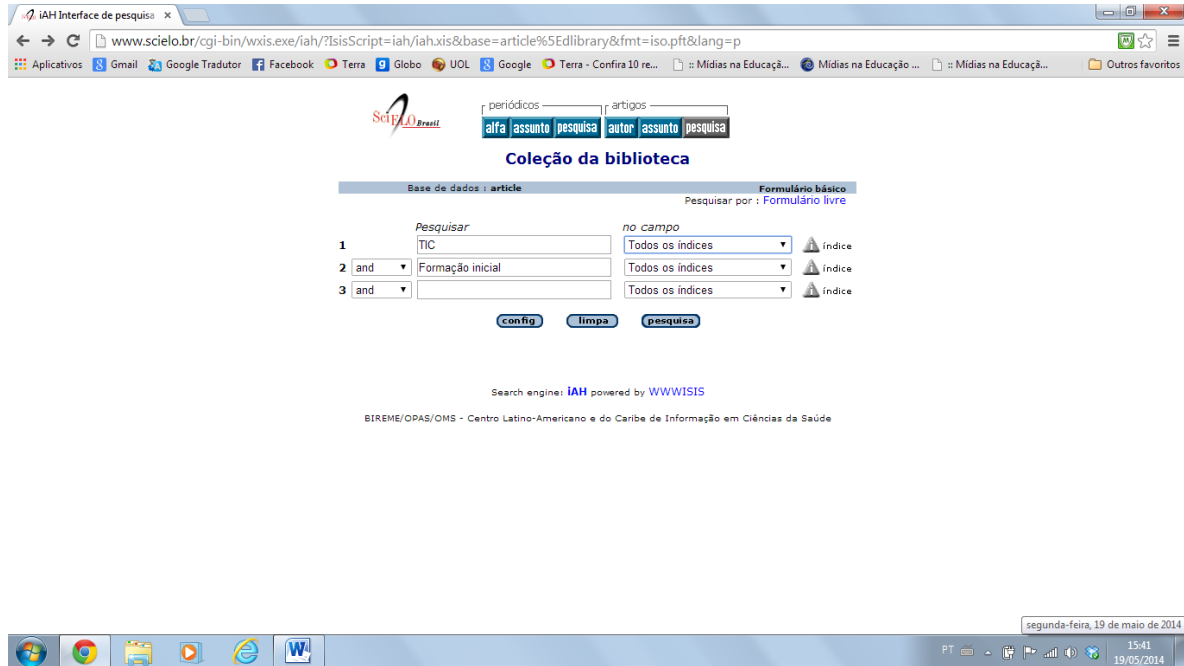 iAH Interface de pesquisa
www.scielo.br/cgi-bin/wxis.exe/iah/?IsisScript=iah/iah.xis&base=article%5Edlibrary&fmt=iso.pft&lang=p
Aplicativos Gmail Google Tradutor Facebook Terra Globo UOL Google Terra - Confira 10 re... :: Mídias na Educaçã... Mídias na Educação ... :: Mídias na Educaçã... Outros favoritos
SciELO Brasil
periódicos artigos
alfa assunto pesquisa autor assunto pesquisa
Coleção da biblioteca
Base de dados : article Formulário básico
Pesquisar por : Formulário livre
Pesquisar no campo
1 TIC Todos os índices índice
2 and Formação inicial Todos os índices índice
3 and Todos os índices índice
config limpa pesquisa
Search engine: iAH powered by WWWISIS
BIREME/OPAS/OMS - Centro Latino-Americano e do Caribe de Informação em Ciências da Saúde
segunda-feira, 19 de maio de 2014
PT 15:41
19/05/2014